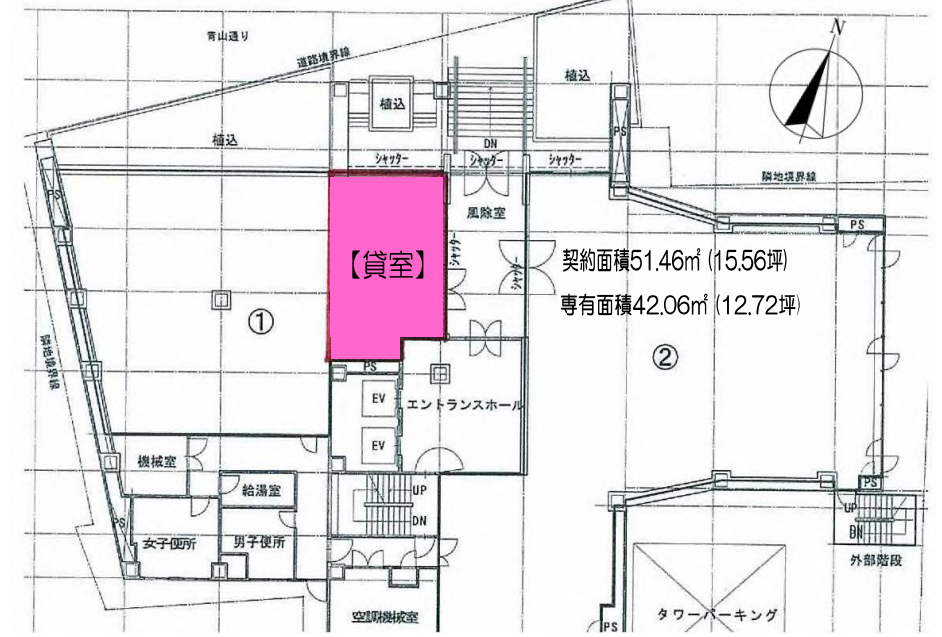 青山通り
道路境界線
植込
N
植込
植込
PS
DN
シャッター
シャッター
シャッター
隣地境界線
PS
風除室
PS
【貸室】
シャッター
シャッター
契約面積51.46㎡ (15.56坪)
専有面積42.06㎡ (12.72坪)
①
②
隣地境界線
PS
EV
エントランスホール
EV
機械室
給湯室
UP
PS
UP
DN
DN
PS
女子便所
男子便所
外部階段
空調機械室
タワーパーキング
PS